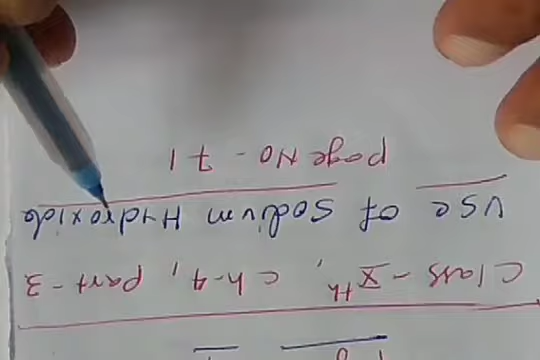 Class - Xth, ch-4, part-3
Use of Sodium Hydroxide
page No - 71